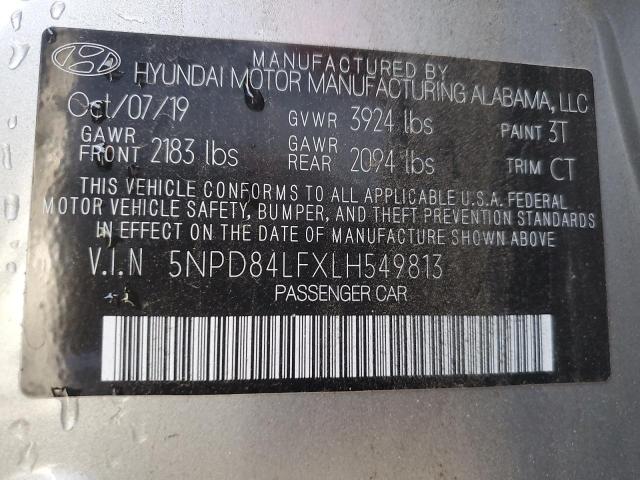 MANUFACTURED BY
HYUNDAI MOTOR MANUFACTURING ALABAMA, LLC
Oct/07/19 GVWR 3924 lbs PAINT 3T
GAWR FRONT 2183 lbs GAWR REAR 2094 lbs TRIM CT
THIS VEHICLE CONFORMS TO ALL APPLICABLE U.S.A. FEDERAL
MOTOR VEHICLE SAFETY, BUMPER, AND THEFT PREVENTION STANDARDS
IN EFFECT ON THE DATE OF MANUFACTURE SHOWN ABOVE.
V.I.N 5NPD84LFXLH549813
PASSENGER CAR